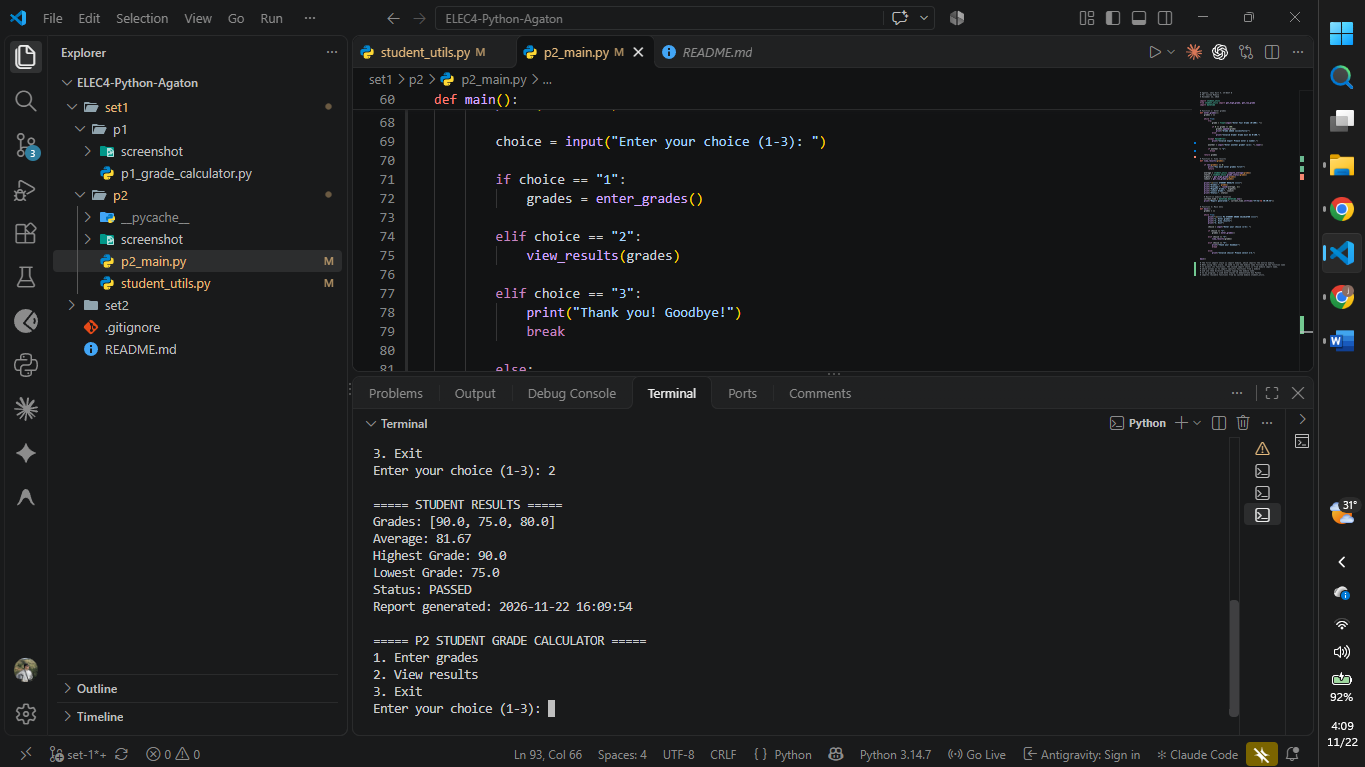 File Edit Selection View Go Run ···
ELEC4-Python-Agaton
Explorer
ELEC4-Python-Agaton
set1
p1
screenshot
p1_grade_calculator.py
p2
__pycache__
screenshot
p2_main.py M
student_utils.py M
set2
.gitignore
README.md
Outline
Timeline
3
student_utils.py M
p2_main.py M
README.md
set1 > p2 > p2_main.py > ...
60 def main():
68
69 choice = input("Enter your choice (1-3): ")
70
71 if choice == "1":
72 grades = enter_grades()
73
74 elif choice == "2":
75 view_results(grades)
76
77 elif choice == "3":
78 print("Thank you! Goodbye!")
79 break
80
81 else:
Problems Output Debug Console Terminal Ports Comments
Terminal
Python
3. Exit
Enter your choice (1-3): 2
===== STUDENT RESULTS =====
Grades: [90.0, 75.0, 80.0]
Average: 81.67
Highest Grade: 90.0
Lowest Grade: 75.0
Status: PASSED
Report generated: 2026-11-22 16:09:54
===== P2 STUDENT GRADE CALCULATOR =====
1. Enter grades
2. View results
3. Exit
Enter your choice (1-3):
set-1*+ 0 0 Ln 93, Col 66 Spaces: 4 UTF-8 CRLF { } Python Python 3.14.7 Go Live Antigravity: Sign in Claude Code
31°
92%
4:09
11/22